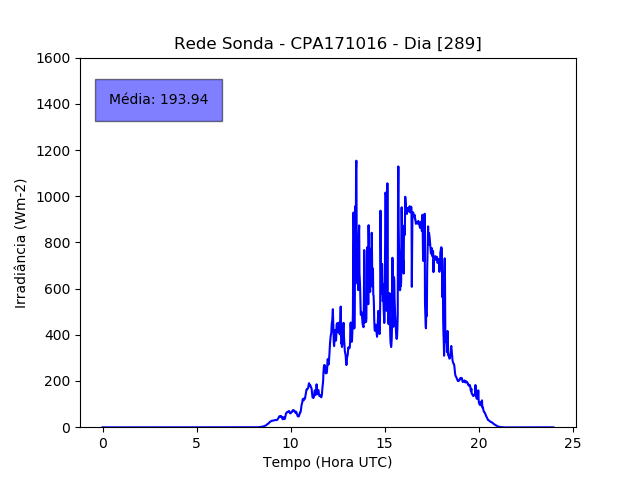 Rede Sonda - CPA171016 - Dia [289]
1600
1400
1200
1000
800
600
400
200
0
Média: 193.94
Irradiância (Wm-2)
0 5 10 15 20 25
Tempo (Hora UTC)